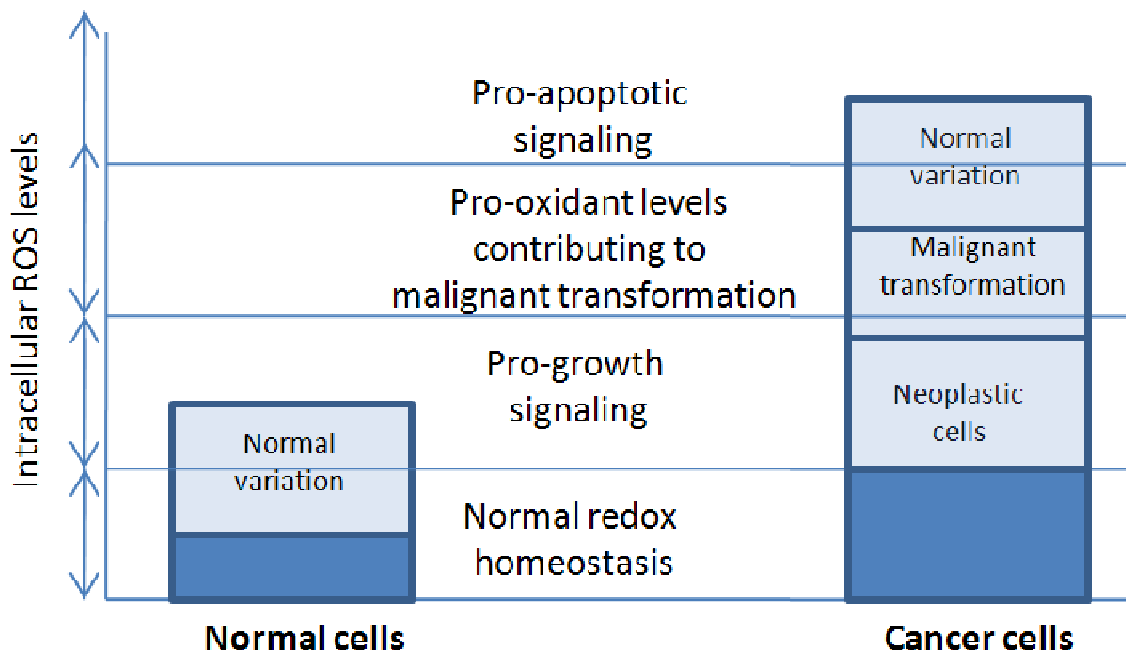 Intracellular ROS levels
Pro-apoptotic
signaling
Pro-oxidant levels
contributing to
malignant transformation
Pro-growth
signaling
Normal redox
homeostasis
Normal
variation
Normal
variation
Malignant
transformation
Neoplastic
cells
Normal cells
Cancer cells